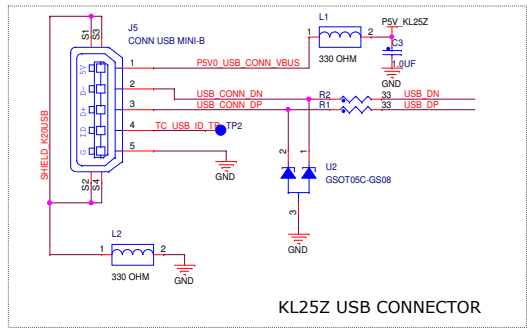 J5
CONN USB MINI-B
S1
S3
L1
1
2
330 OHM
P5V_KL25Z
C3
1.0UF
GND
5V
D-
D+
ID
G
1
2
3
4
5
P5V0_USB_CONN_VBUS
USB_CONN_DN
USB_CONN_DP
TC_USB_ID_TP
TP2
R2
R1
33
33
USB_DN
USB_DP
SHIELD_K20USB
S2
S4
GND
2
1
U2
GSOT05C-GS08
3
GND
L2
1
2
330 OHM
GND
KL25Z USB CONNECTOR